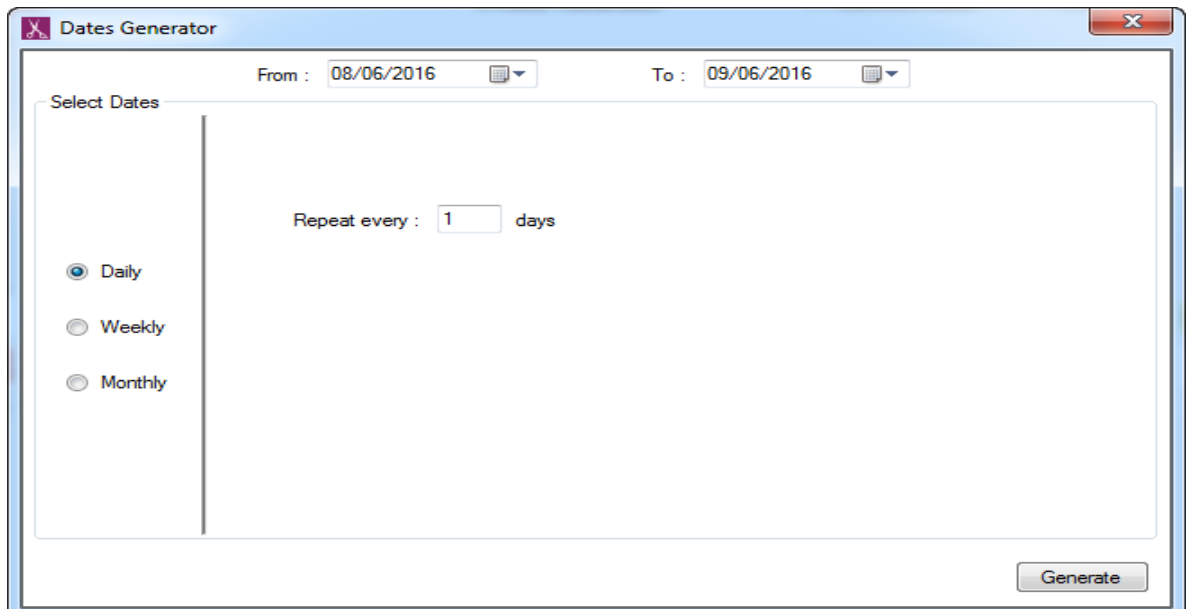 Dates Generator
From : 08/06/2016 To : 09/06/2016
Select Dates
Repeat every : 1 days
Daily
Weekly
Monthly
Generate